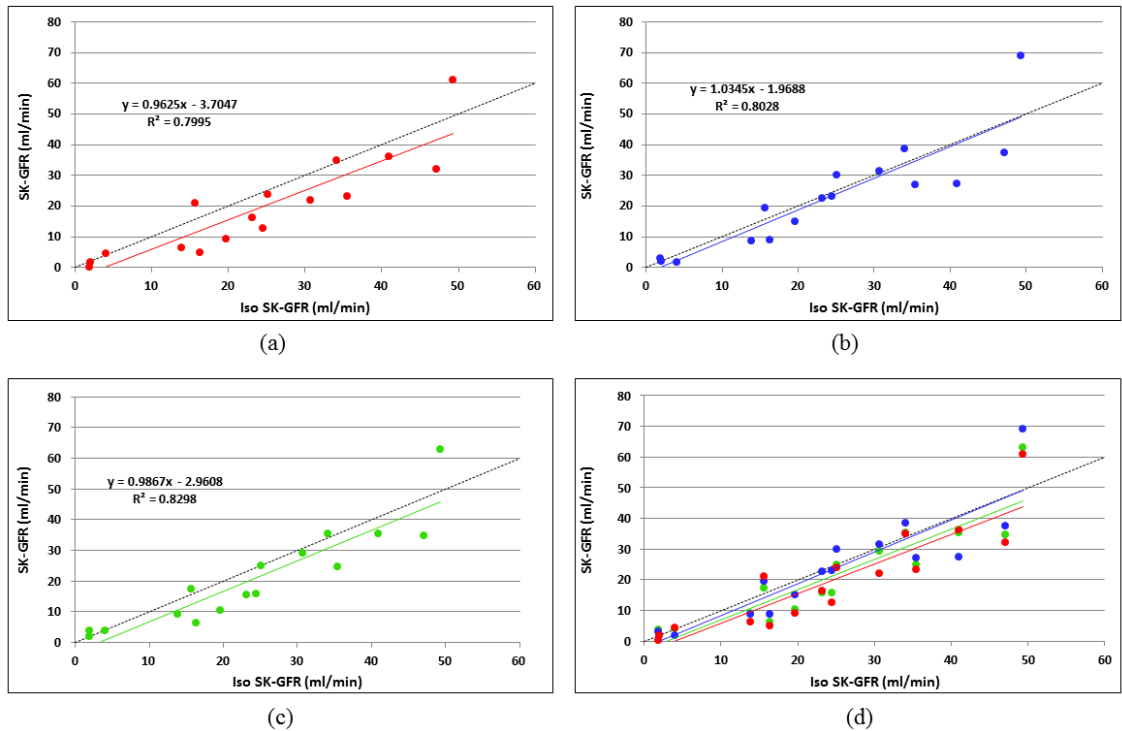 80
70
60
50
40
30
20
10
0
SK-GFR (ml/min)
y = 0.9625x - 3.7047
R² = 0.7995
0 10 20 30 40 50 60
Iso SK-GFR (ml/min)
(a)
80
70
60
50
40
30
20
10
0
SK-GFR (ml/min)
y = 1.0345x - 1.9688
R² = 0.8028
0 10 20 30 40 50 60
Iso SK-GFR (ml/min)
(b)
80
70
60
50
40
30
20
10
0
SK-GFR (ml/min)
y = 0.9867x - 2.9608
R² = 0.8298
0 10 20 30 40 50 60
Iso SK-GFR (ml/min)
(c)
80
70
60
50
40
30
20
10
0
SK-GFR (ml/min)
0 10 20 30 40 50 60
Iso SK-GFR (ml/min)
(d)